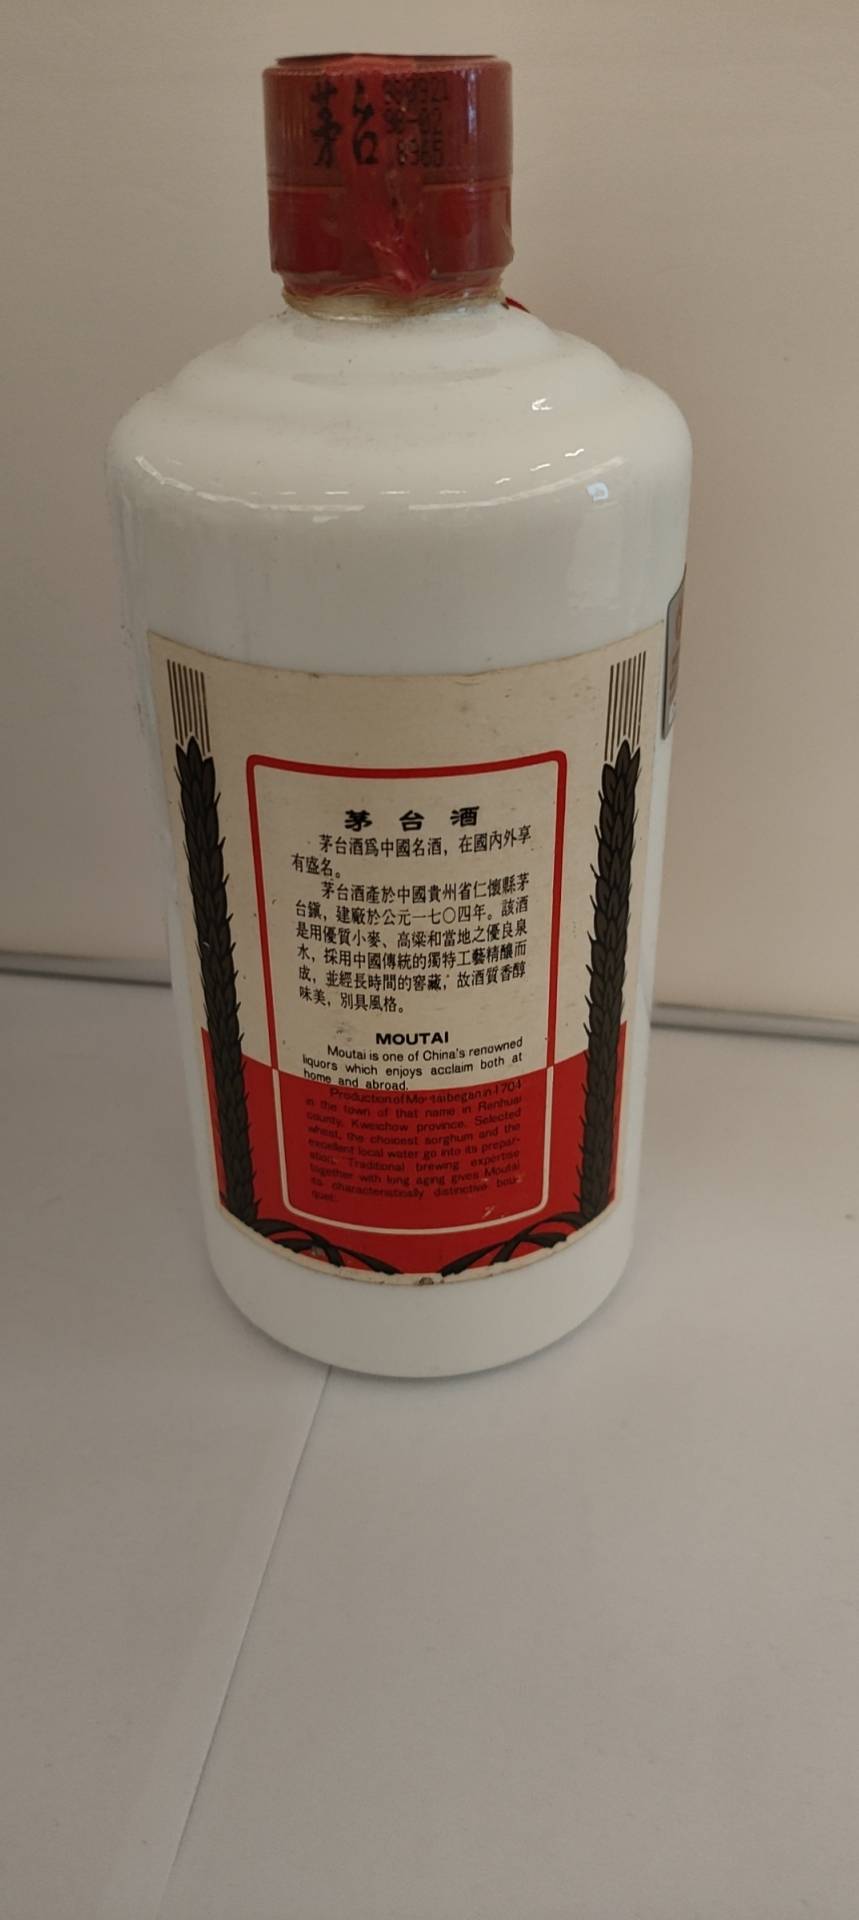 茅台
98-02
8965
茅台酒
茅台酒爲中國名酒，在國內外享
有盛名。
茅台酒產於中國貴州省仁懷縣茅
台鎮，建廠於公元一七〇四年。該酒
是用優質小麥、高粱和當地之優良泉
水，採用中國傳統的獨特工藝精釀而
成，並經長時間的窖藏，故酒質香醇
味美，別具風格。
MOUTAI
Moutai is one of China's renowned
liquors which enjoys acclaim both at
home and abroad.
Production of Moutai began in 1704
in the town of that name in Renhuai
county, Kweichow province. Selected
wheat, the choicest sorghum and the
excellent local water go into its prepar-
ation. Traditional brewing expertise
together with long aging gives Moutai
its characteristically distinctive bou-
quet.